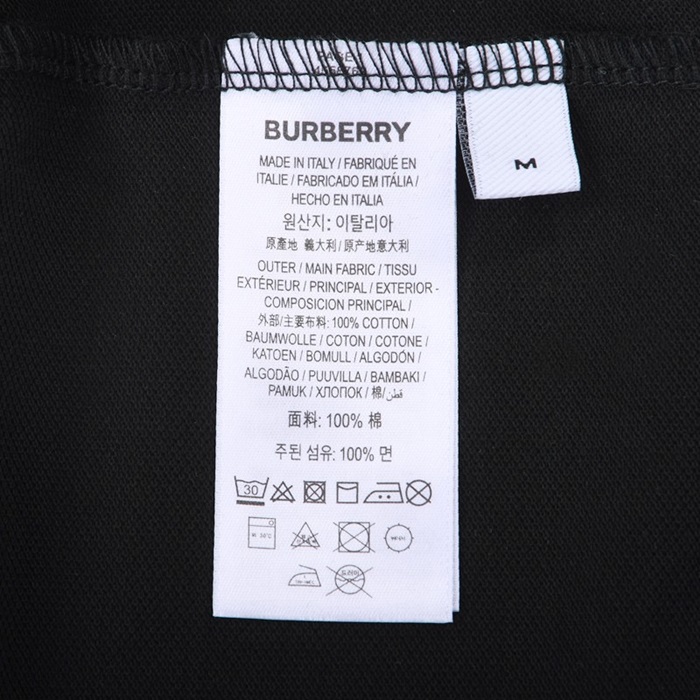 BURBERRY
MADE IN ITALY / FABRIQUÉ EN
ITALIE / FABRICADO EM ITÁLIA /
HECHO EN ITALIA
원산지: 이탈리아
原產地 義大利 / 原产地意大利
OUTER / MAIN FABRIC / TISSU
EXTÉRIEUR / PRINCIPAL / EXTERIOR -
COMPOSICION PRINCIPAL /
外部/主要布料: 100% COTTON /
BAUMWOLLE / COTON / COTONE /
KATOEN / BOMULL / ALGODÓN /
ALGODÃO / PUUVILLA / BAMBAKI /
PAMUK / ХЛОПОК / 棉/قطن
面料: 100% 棉
주된 섬유: 100% 면
30
드라이
M